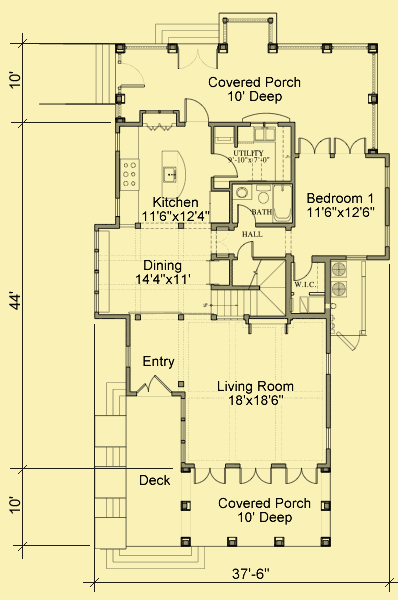 10'
Covered Porch
10' Deep
UTILITY
9'-10"x7'-0"
Kitchen
11'6"x12'4"
Bedroom 1
11'6"x12'6"
BATH
HALL
Dining
14'4"x11'
W.I.C.
44'
Entry
Living Room
18'x18'6"
Deck
Covered Porch
10' Deep
10'
37'-6"